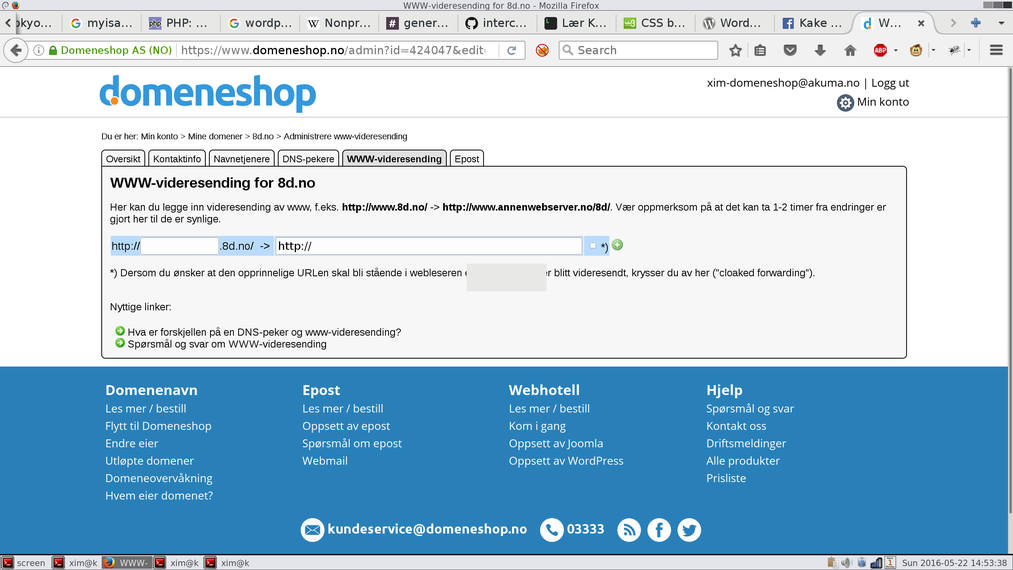 WWW-videresending for 8d.no - Mozilla Firefox
okyo...
myisa...
PHP: ...
wordp...
Nonpr...
gener...
interc...
Lær K...
CSS b...
Word...
Kake ...
W...
Domeneshop AS (NO)
https://www.domeneshop.no/admin?id=424047&edit
Search
ABP
domeneshop
xim-domeneshop@akuma.no | Logg ut
Min konto
Du er her: Min konto > Mine domener > 8d.no > Administrere www-videresending
Oversikt
Kontaktinfo
Navnetjenere
DNS-pekere
WWW-videresending
Epost
WWW-videresending for 8d.no
Her kan du legge inn videresending av www, f.eks. http://www.8d.no/ -> http://www.annenwebserver.no/8d/. Vær oppmerksom på at det kan ta 1-2 timer fra endringer er
gjort her til de er synlige.
http:// .8d.no/ -> http:// *)
*) Dersom du ønsker at den opprinnelige URLen skal bli stående i webleseren blitt videresendt, krysser du av her ("cloaked forwarding").
Nyttige linker:
Hva er forskjellen på en DNS-peker og www-videresending?
Spørsmål og svar om WWW-videresending
Domenenavn
Les mer / bestill
Flytt til Domeneshop
Endre eier
Utløpte domener
Domeneovervåkning
Hvem eier domenet?
Epost
Les mer / bestill
Oppsett av epost
Spørsmål om epost
Webmail
Webhotell
Les mer / bestill
Kom i gang
Oppsett av Joomla
Oppsett av WordPress
Hjelp
Spørsmål og svar
Kontakt oss
Driftsmeldinger
Alle produkter
Prisliste
kundeservice@domeneshop.no
03333
screen
xim@k
WWW-
xim@k
xim@k
Sun 2016-05-22 14:53:38